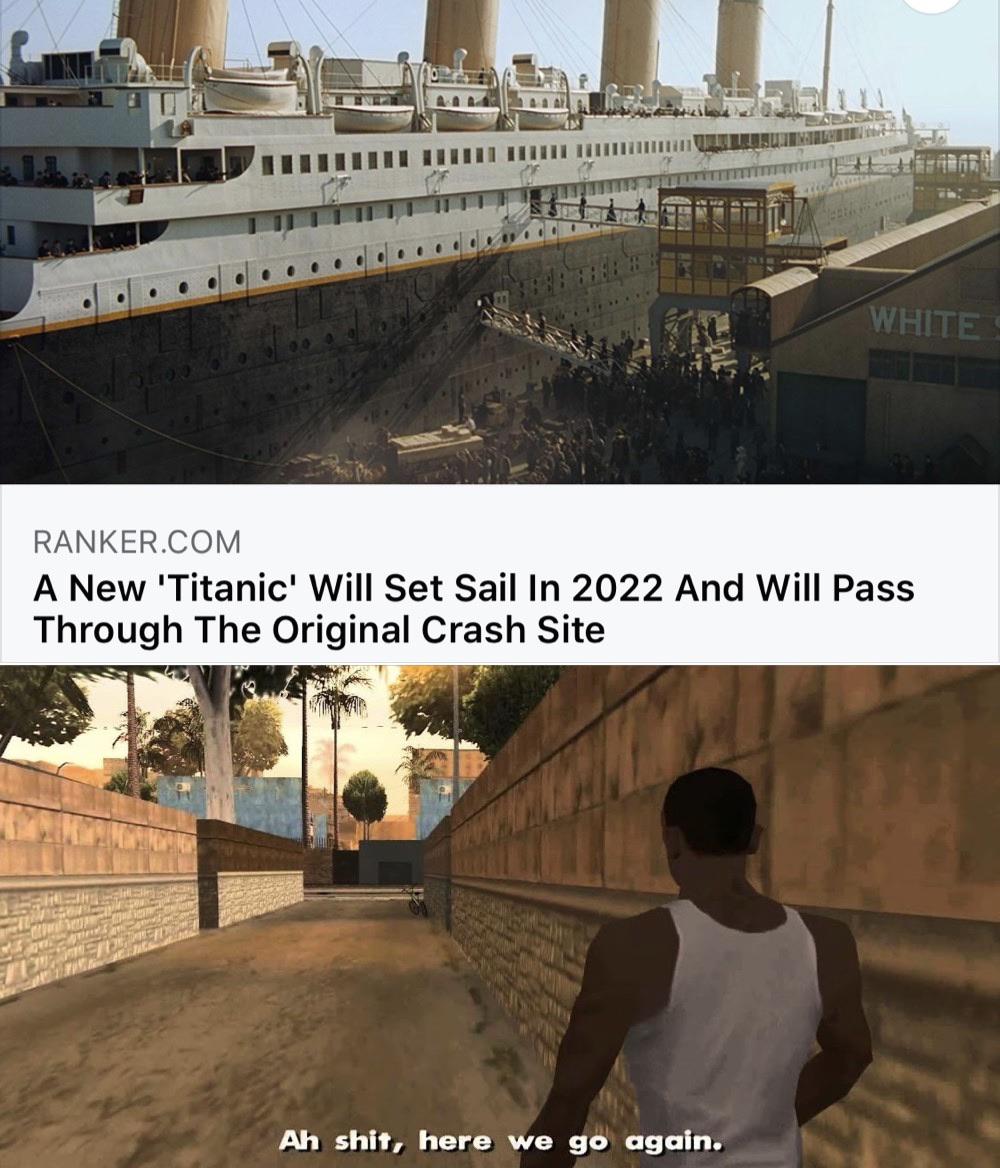 WHITE
RANKER.COM
A New 'Titanic' Will Set Sail In 2022 And Will Pass
Through The Original Crash Site
Ah shit, here we go again.